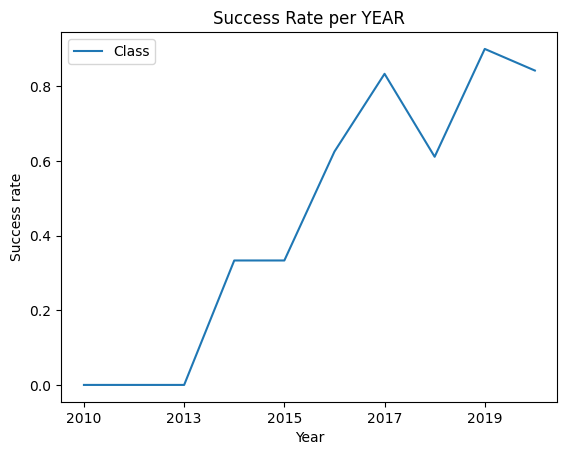 Success Rate per YEAR
Class
Success rate
0.8
0.6
0.4
0.2
0.0
2010 2013 2015 2017 2019
Year